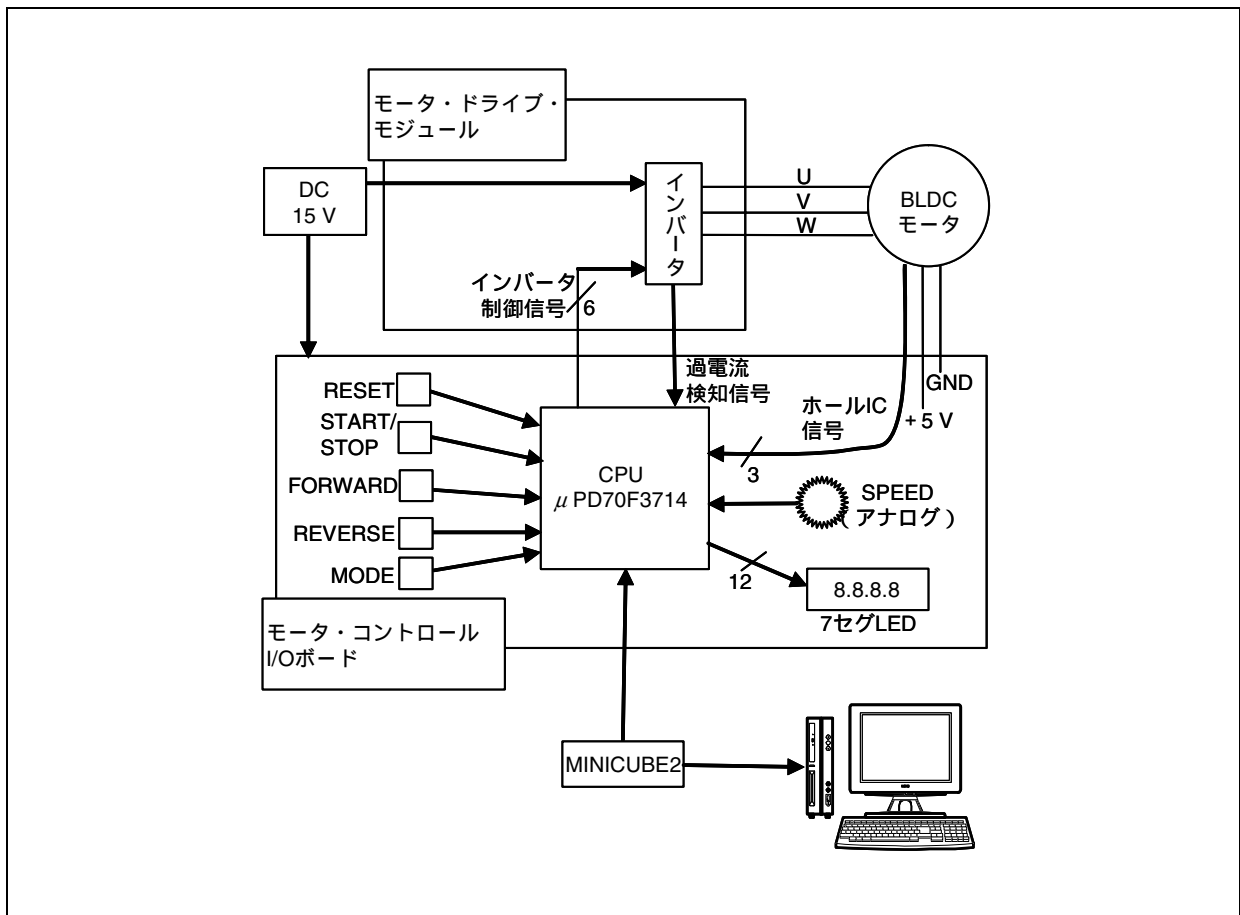 モータ・ドライブ・
モジュール
DC
15 V
インバータ
U
V
W
BLDC
モータ
インバータ
制御信号
6
過電流
検知信号
GND
+5 V
ホールIC
信号
RESET
START/
STOP
FORWARD
REVERSE
MODE
CPU
μPD70F3714
3
SPEED
(アナログ)
12
8.8.8.8
7セグLED
モータ・コントロール
I/Oボード
MINICUBE2